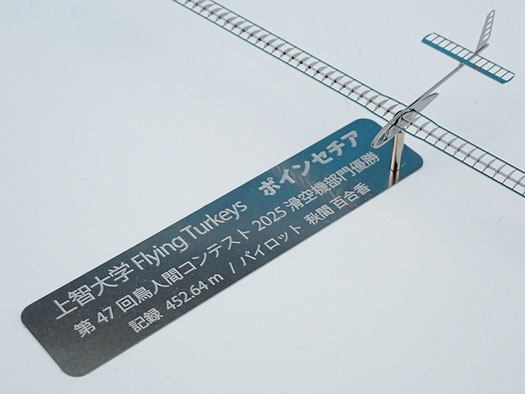 上智大学 Flying Turkeys ポインセチア
第 47 回鳥人間コンテスト 2025 滑空機部門優勝
記録 452.64 m / パイロット 秋間 百合香